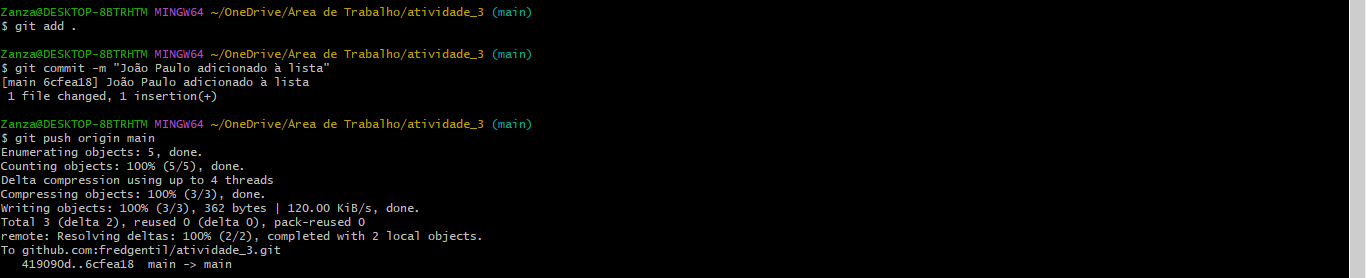 Zanza@DESKTOP-8BTRHTM MINGW64 ~/OneDrive/Área de Trabalho/atividade_3 (main)
$ git add .
Zanza@DESKTOP-8BTRHTM MINGW64 ~/OneDrive/Área de Trabalho/atividade_3 (main)
$ git commit -m "João Paulo adicionado à lista"
[main 6cfea18] João Paulo adicionado à lista
 1 file changed, 1 insertion(+)
Zanza@DESKTOP-8BTRHTM MINGW64 ~/OneDrive/Área de Trabalho/atividade_3 (main)
$ git push origin main
Enumerating objects: 5, done.
Counting objects: 100% (5/5), done.
Delta compression using up to 4 threads
Compressing objects: 100% (3/3), done.
Writing objects: 100% (3/3), 362 bytes | 120.00 KiB/s, done.
Total 3 (delta 2), reused 0 (delta 0), pack-reused 0
remote: Resolving deltas: 100% (2/2), completed with 2 local objects.
To github.com:fredgentil/atividade_3.git
   419090d..6cfea18  main -> main